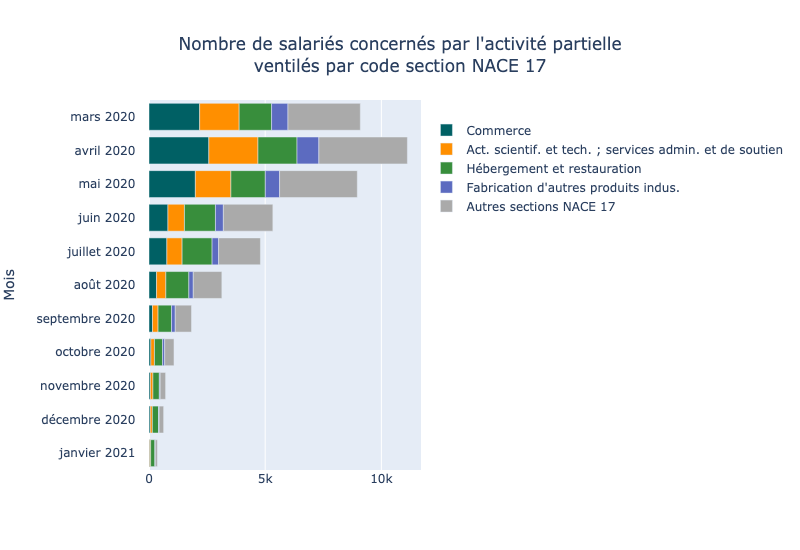 Nombre de salariés concernés par l'activité partielle
ventilés par code section NACE 17
Mois
mars 2020
avril 2020
mai 2020
juin 2020
juillet 2020
août 2020
septembre 2020
octobre 2020
novembre 2020
décembre 2020
janvier 2021
0
5k
10k
Commerce
Act. scientif. et tech. ; services admin. et de soutien
Hébergement et restauration
Fabrication d'autres produits indus.
Autres sections NACE 17